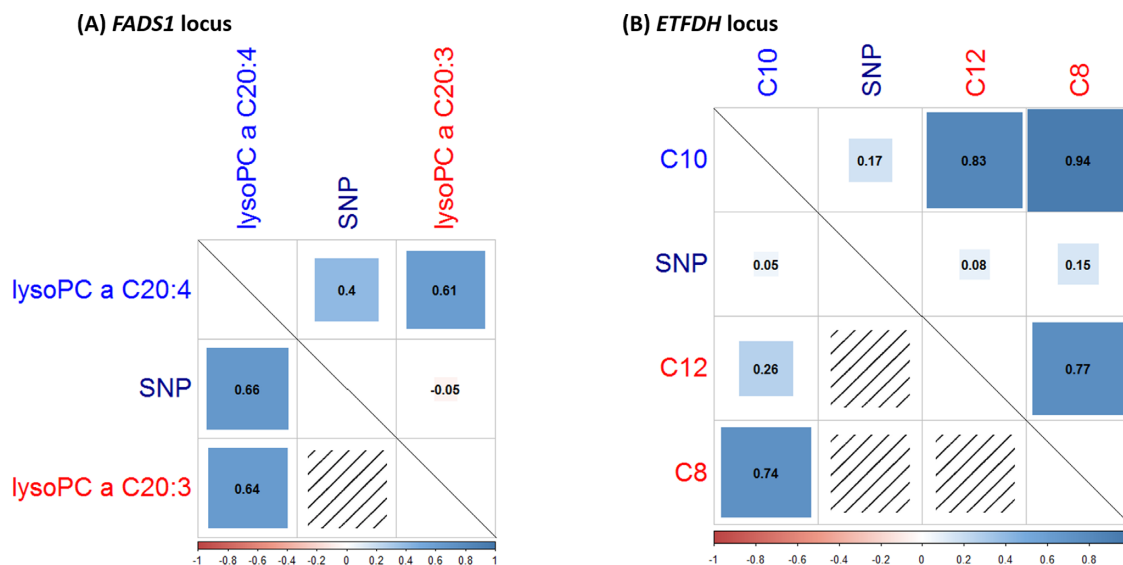 (A) FADS1 locus
lysoPC a C20:4
SNP
lysoPC a C20:3
lysoPC a C20:4
0.4
0.61
SNP
0.66
-0.05
lysoPC a C20:3
0.64
-1 -0.8 -0.6 -0.4 -0.2 0 0.2 0.4 0.6 0.8 1
(B) ETFDH locus
C10
SNP
C12
C8
C10
0.17
0.83
0.94
SNP
0.05
0.08
0.15
C12
0.26
0.77
C8
0.74
-1 -0.8 -0.6 -0.4 -0.2 0 0.2 0.4 0.6 0.8